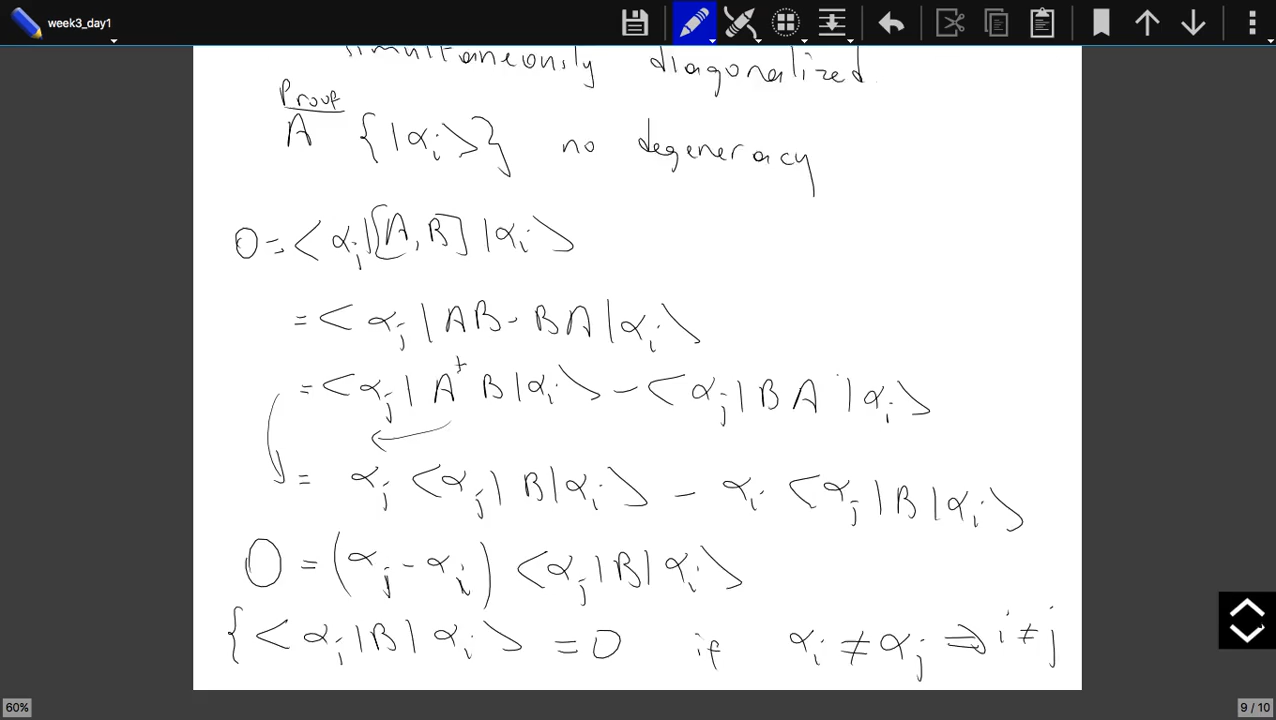 week3_day1
simultaneously diagonalized
Proof
A {|αᵢ>} no degeneracy
0 = <αⱼ|[A, B] |αᵢ>
= <αⱼ | AB - BA |αᵢ>
= <αⱼ | A⁺ B |αᵢ> - <αⱼ | B A | αᵢ>
= αⱼ <αⱼ | B | αᵢ> - αᵢ <αⱼ | B | αᵢ>
0 = (αⱼ - αᵢ) <αⱼ | B | αᵢ>
{ <αⱼ | B | αᵢ> = 0 if αᵢ ≠ αⱼ ⇒ i ≠ j
60%
9 / 10